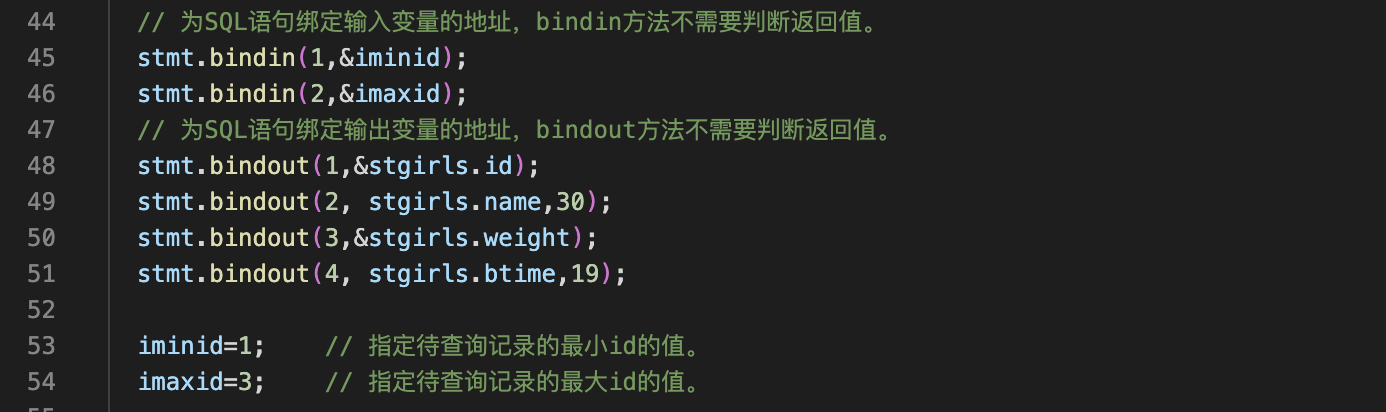 44 // 为SQL语句绑定输入变量的地址，bindin方法不需要判断返回值。
45 stmt.bindin(1,&iminid);
46 stmt.bindin(2,&imaxid);
47 // 为SQL语句绑定输出变量的地址，bindout方法不需要判断返回值。
48 stmt.bindout(1,&stgirls.id);
49 stmt.bindout(2, stgirls.name,30);
50 stmt.bindout(3,&stgirls.weight);
51 stmt.bindout(4, stgirls.btime,19);
52
53 iminid=1;    // 指定待查询记录的最小id的值。
54 imaxid=3;    // 指定待查询记录的最大id的值。